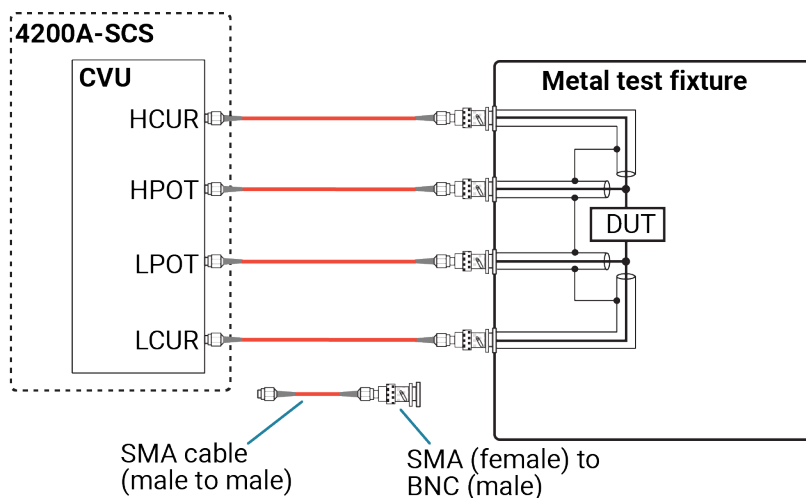 4200A-SCS
CVU
Metal test fixture
HCUR
HPOT
DUT
LPOT
LCUR
SMA cable
(male to male)
SMA (female) to
BNC (male)